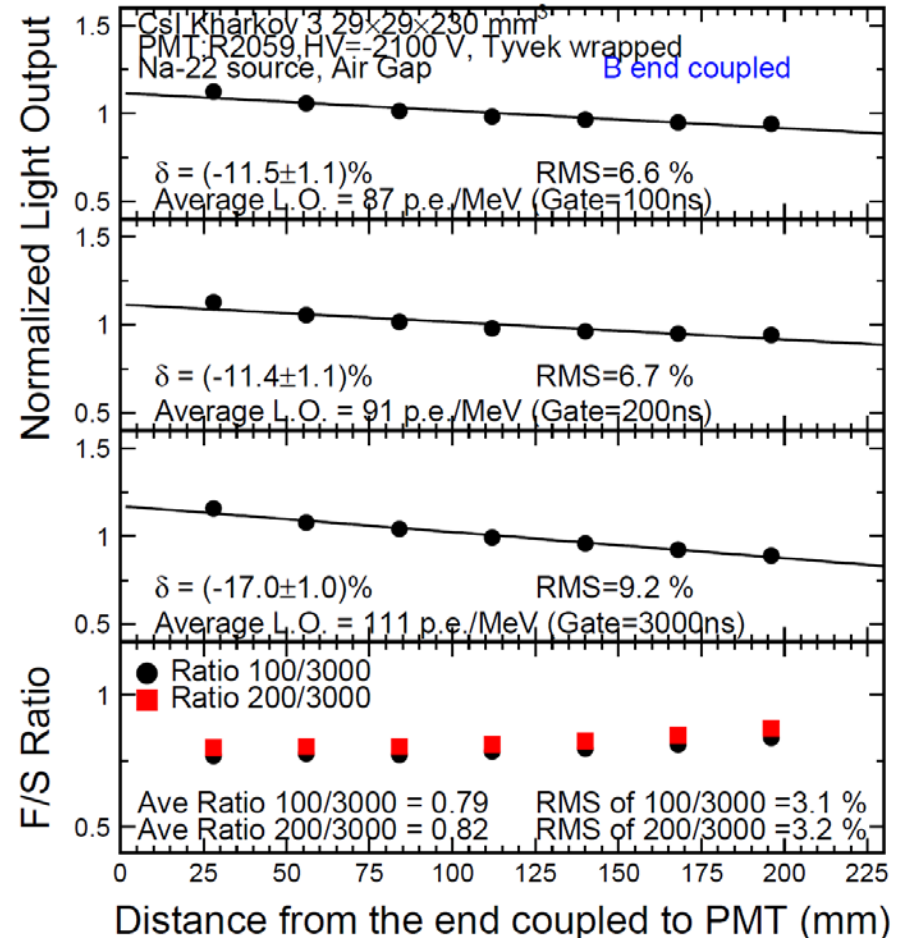 CsI Kharkov 3 29×29×230 mm³
PMT:R2059,HV=-2100 V, Tyvek wrapped
Na-22 source, Air Gap
B end coupled
Normalized Light Output
1.5
1
0.5
δ = (-11.5±1.1)%
RMS=6.6 %
Average L.O. = 87 p.e./MeV (Gate=100ns)
1.5
1
0.5
δ = (-11.4±1.1)%
RMS=6.7 %
Average L.O. = 91 p.e./MeV (Gate=200ns)
1.5
1
0.5
δ = (-17.0±1.0)%
RMS=9.2 %
Average L.O. = 111 p.e./MeV (Gate=3000ns)
F/S Ratio
1
0.5
Ratio 100/3000
Ratio 200/3000
Ave Ratio 100/3000 = 0.79
RMS of 100/3000 =3.1 %
Ave Ratio 200/3000 = 0.82
RMS of 200/3000 =3.2 %
0 25 50 75 100 125 150 175 200 225
Distance from the end coupled to PMT (mm)